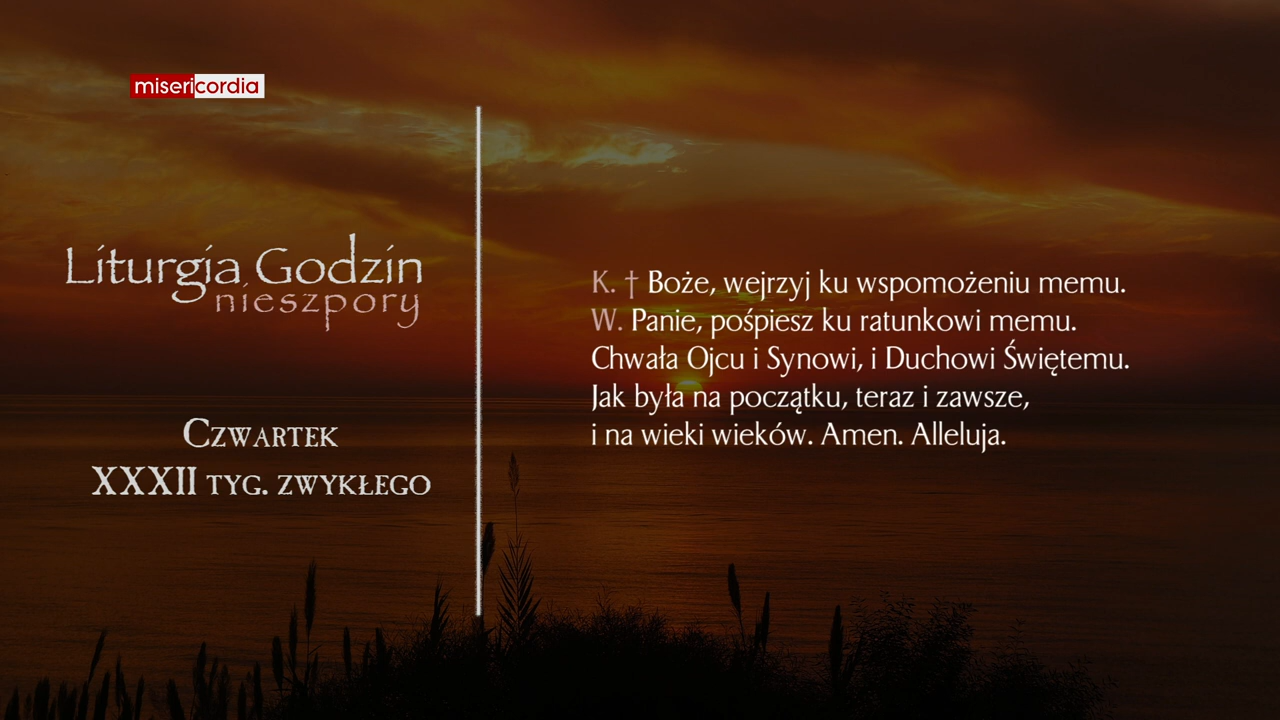 misericordia
Liturgia Godzin
nieszpory
Czwartek
XXXII tyg. zwykłego
K. † Boże, wejrzyj ku wspomożeniu memu.
W. Panie, pośpiesz ku ratunkowi memu.
Chwała Ojcu i Synowi, i Duchowi Świętemu.
Jak była na początku, teraz i zawsze,
i na wieki wieków. Amen. Alleluja.